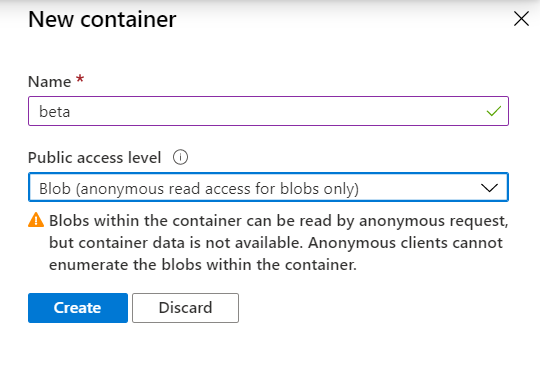 New container
Name *
beta
Public access level
Blob (anonymous read access for blobs only)
Blobs within the container can be read by anonymous request,
but container data is not available. Anonymous clients cannot
enumerate the blobs within the container.
Create Discard